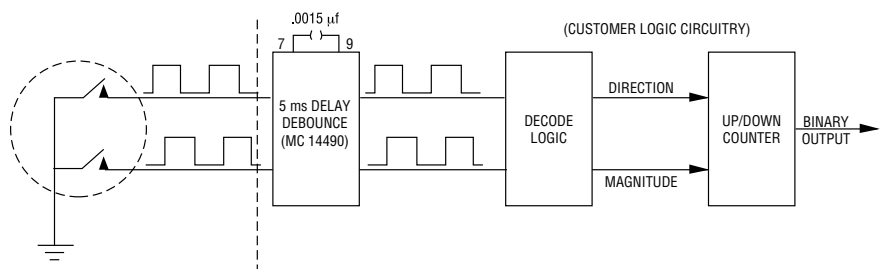 .0015 µf
7 9
(CUSTOMER LOGIC CIRCUITRY)
5 ms DELAY
DEBOUNCE
(MC 14490)
DECODE
LOGIC
DIRECTION
MAGNITUDE
UP/DOWN
COUNTER
BINARY
OUTPUT